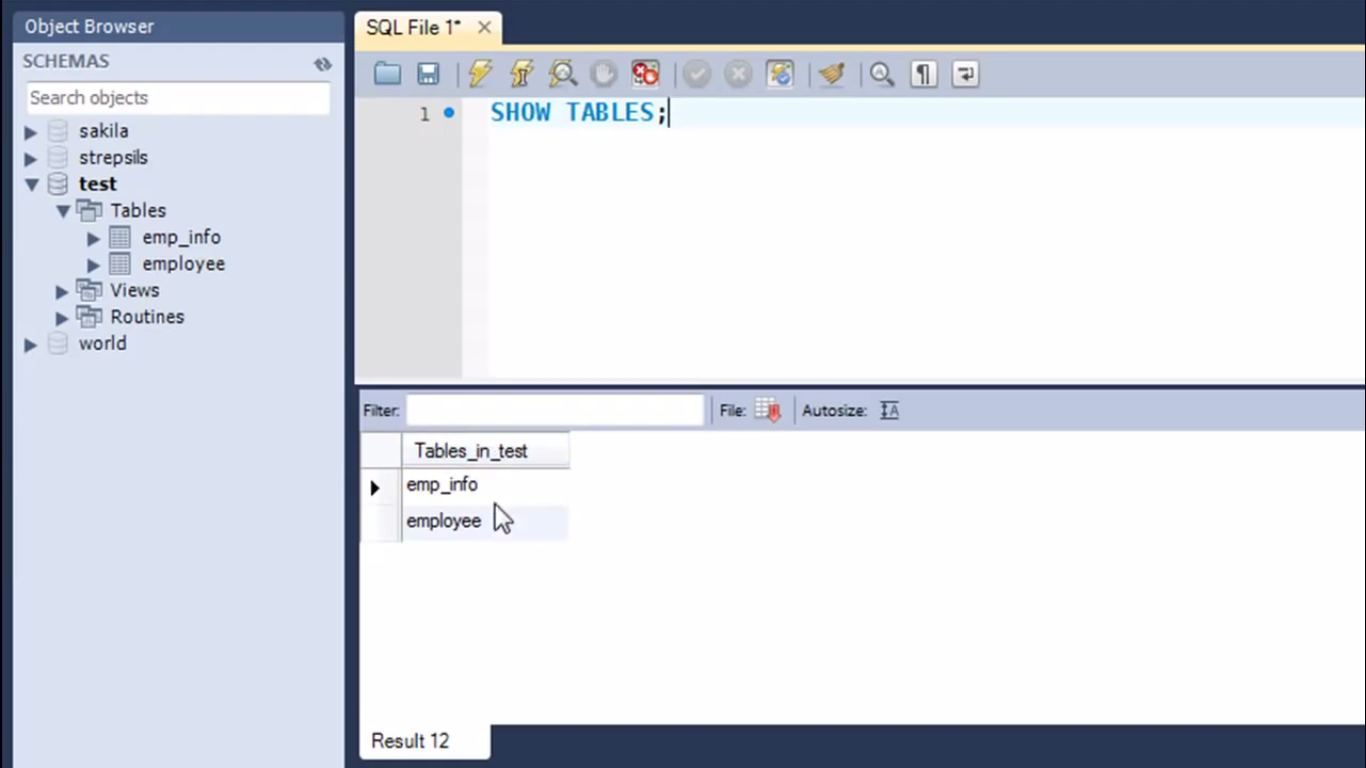 Object Browser
SCHEMAS
Search objects
sakila
strepsils
test
Tables
emp_info
employee
Views
Routines
world
SQL File 1*
1 SHOW TABLES;
Filter: File: Autosize:
Tables_in_test
emp_info
employee
Result 12